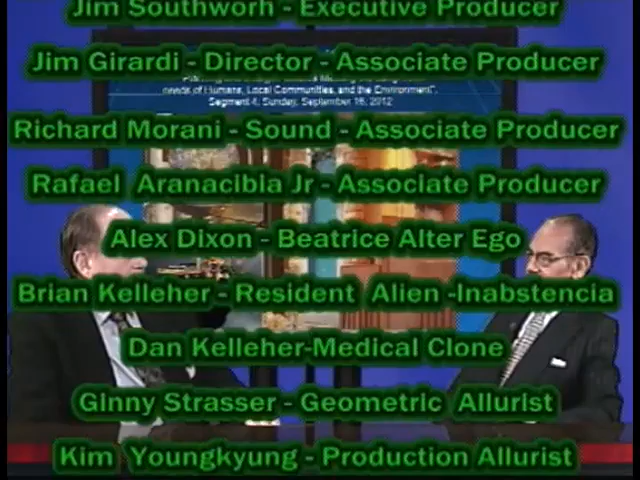 Jim Southworh - Executive Producer
Jim Girardi - Director - Associate Producer
needs of Humans, Local Communities, and the Environment".
Segment 4, Sunday, September 16, 2012
Richard Morani - Sound - Associate Producer
Rafael Aranacibia Jr - Associate Producer
Alex Dixon - Beatrice Alter Ego
Brian Kelleher - Resident Alien -Inabstencia
Dan Kelleher-Medical Clone
Ginny Strasser - Geometric Allurist
Kim Youngkyung - Production Allurist